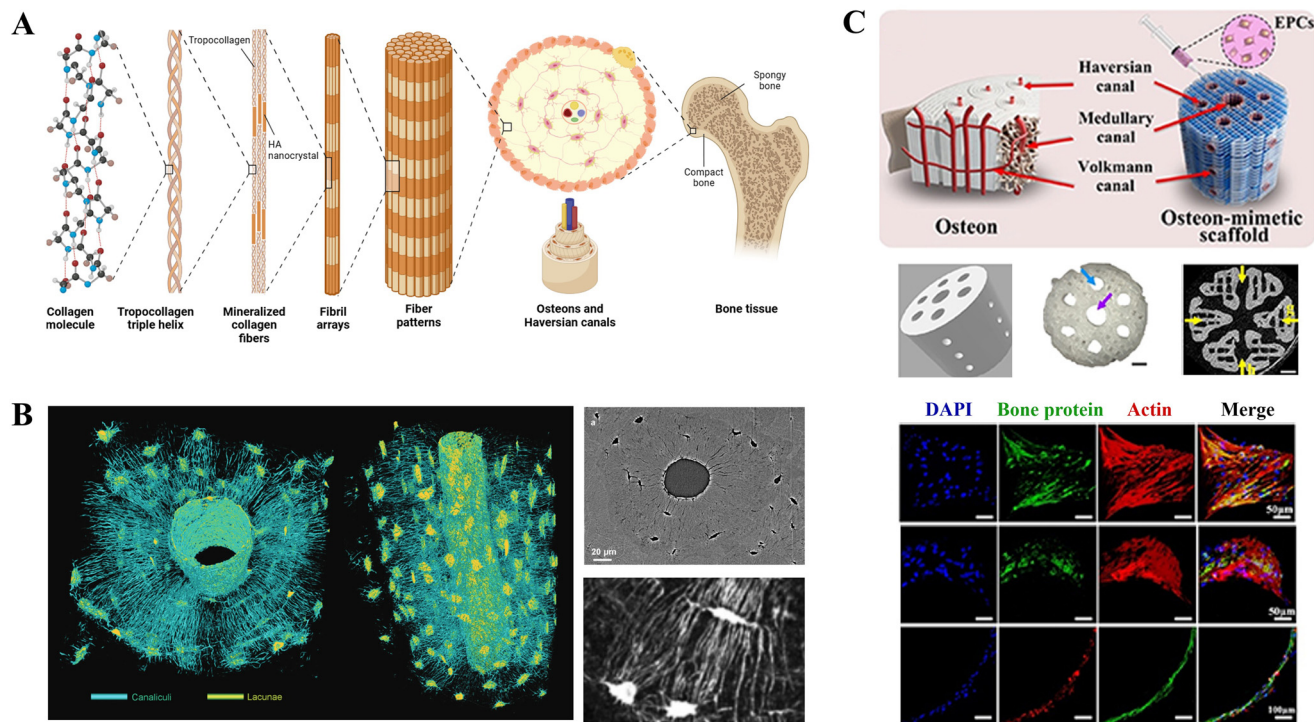 A
Tropocollagen
HA
nanocrystal
Spongy
bone
Compact
bone
Collagen
molecule
Tropocollagen
triple helix
Mineralized
collagen
fibers
Fibril
arrays
Fiber
patterns
Osteons and
Haversian canals
Bone tissue
B
Canaliculi
Lacunae
a
20 µm
C
EPCs
Haversian
canal
Medullary
canal
Volkmann
canal
Osteon
Osteon-mimetic
scaffold
DAPI Bone protein Actin Merge
50µm
50µm
100µm